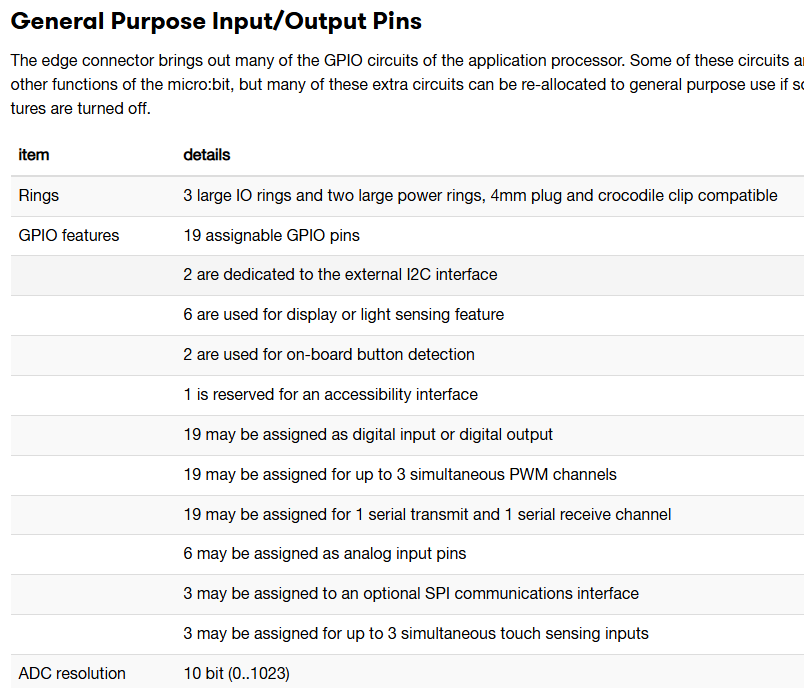 General Purpose Input/Output Pins
The edge connector brings out many of the GPIO circuits of the application processor. Some of these circuits
other functions of the micro:bit, but many of these extra circuits can be re-allocated to general purpose use if
tures are turned off.
item details
Rings 3 large IO rings and two large power rings, 4mm plug and crocodile clip compatible
GPIO features 19 assignable GPIO pins
2 are dedicated to the external I2C interface
6 are used for display or light sensing feature
2 are used for on-board button detection
1 is reserved for an accessibility interface
19 may be assigned as digital input or digital output
19 may be assigned for up to 3 simultaneous PWM channels
19 may be assigned for 1 serial transmit and 1 serial receive channel
6 may be assigned as analog input pins
3 may be assigned to an optional SPI communications interface
3 may be assigned for up to 3 simultaneous touch sensing inputs
ADC resolution 10 bit (0..1023)